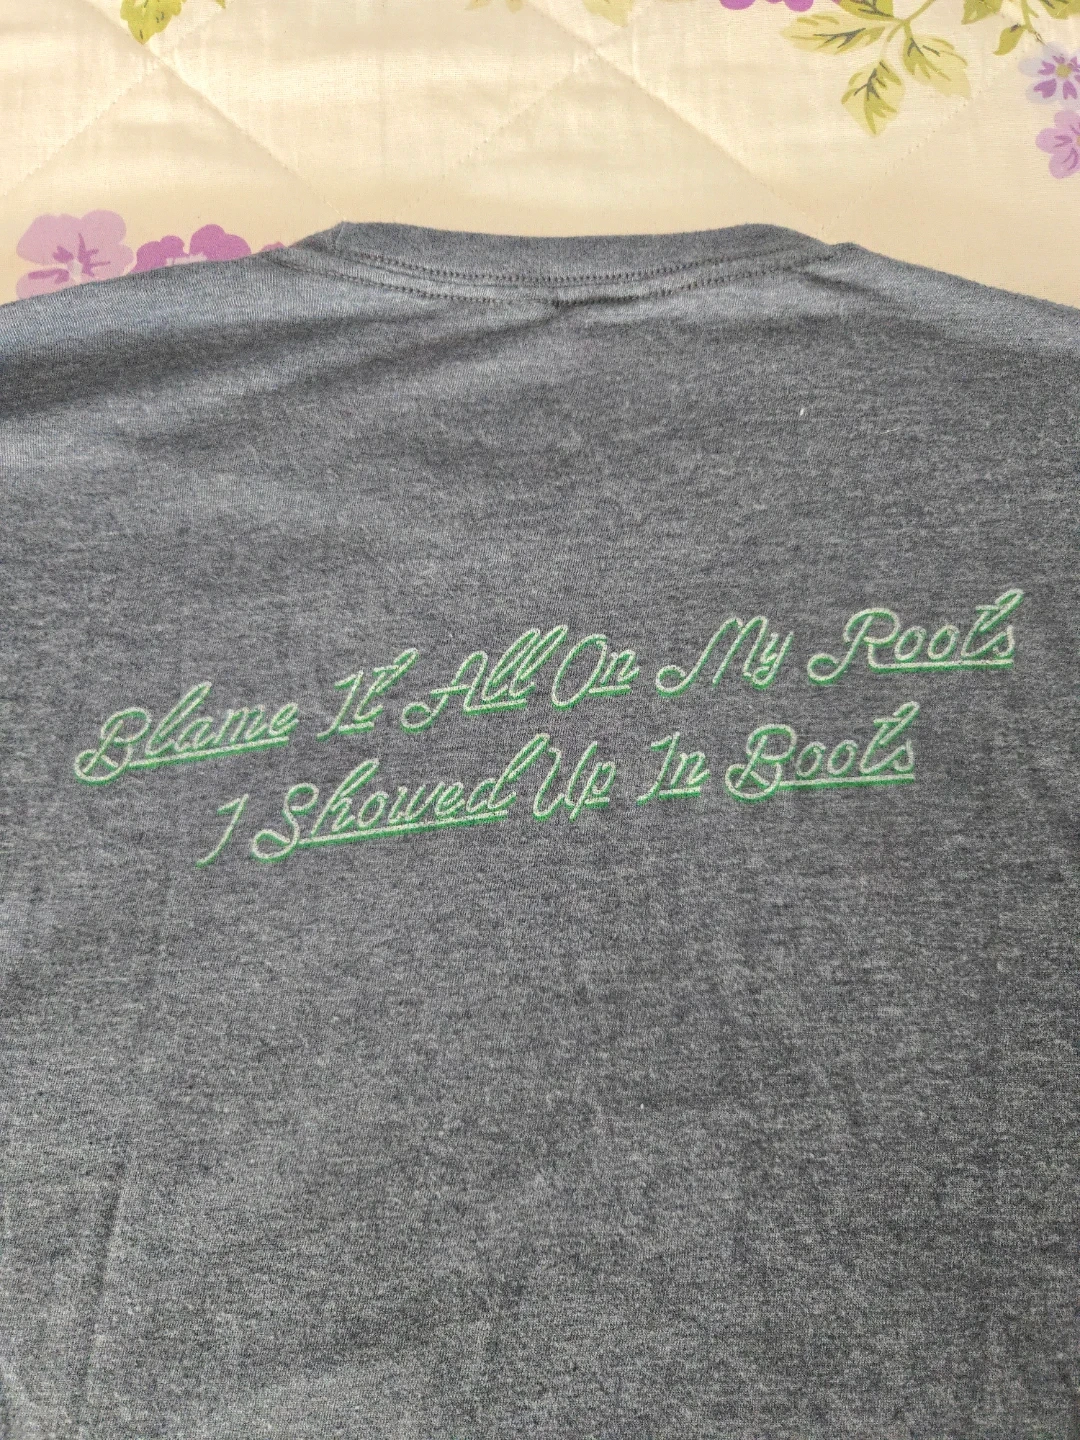 Blame It All On My Roots
I Showed Up In Boots